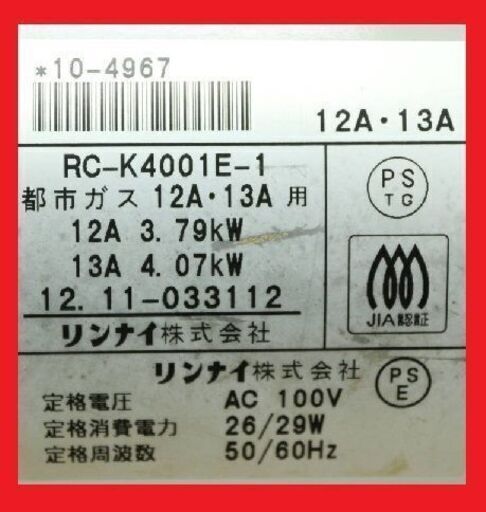 *10-4967
12A・13A
RC-K4001E-1
都市ガス 12A・13A 用
12A 3.79kW
13A 4.07kW
12.11-033112
リンナイ株式会社
PS
TG
JIA認証
リンナイ株式会社
PS
E
定格電圧 AC 100V
定格消費電力 26/29W
定格周波数 50/60Hz